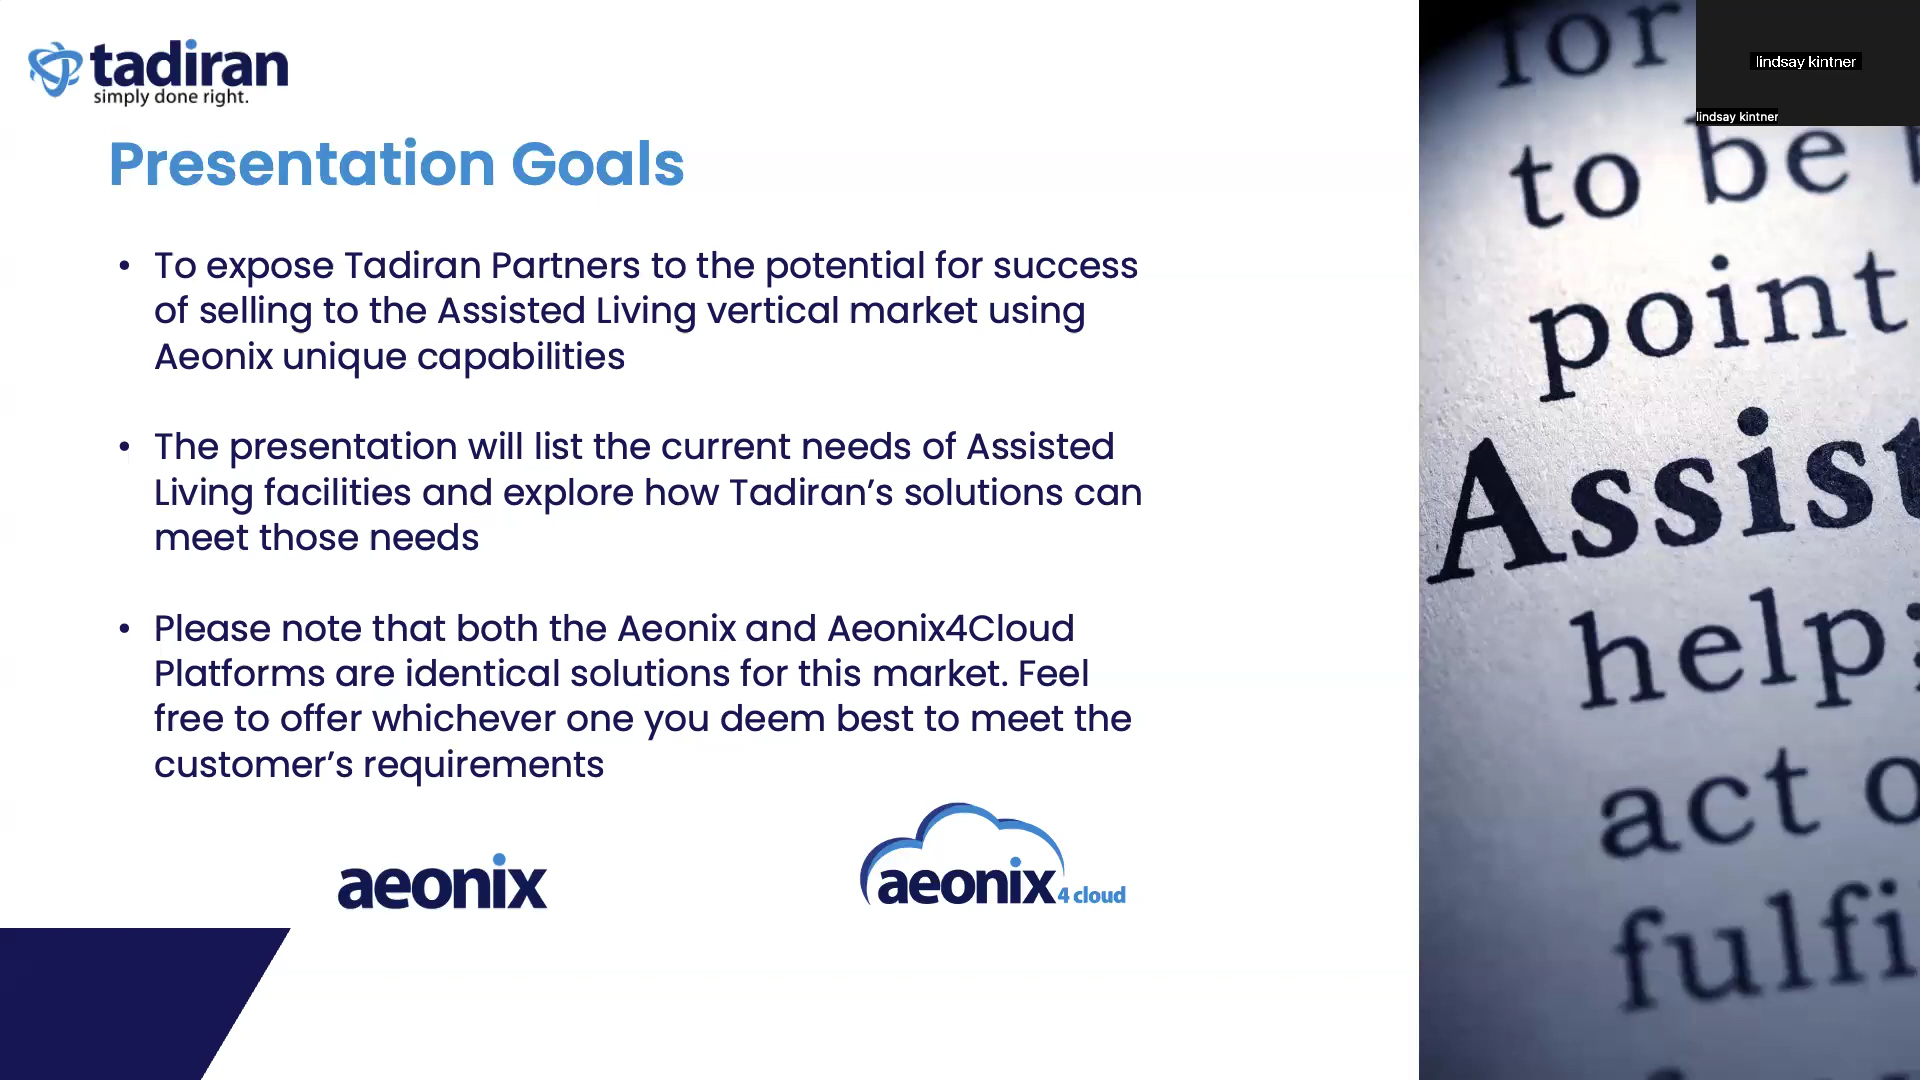 tadiran
simply done right.
Presentation Goals
• To expose Tadiran Partners to the potential for success
of selling to the Assisted Living vertical market using
Aeonix unique capabilities
• The presentation will list the current needs of Assisted
Living facilities and explore how Tadiran’s solutions can
meet those needs
• Please note that both the Aeonix and Aeonix4Cloud
Platforms are identical solutions for this market. Feel
free to offer whichever one you deem best to meet the
customer’s requirements
aeonix
aeonix 4 cloud
lindsay kintner
lindsay kintner
for
to be
point
Assist
help
act o
fulfi